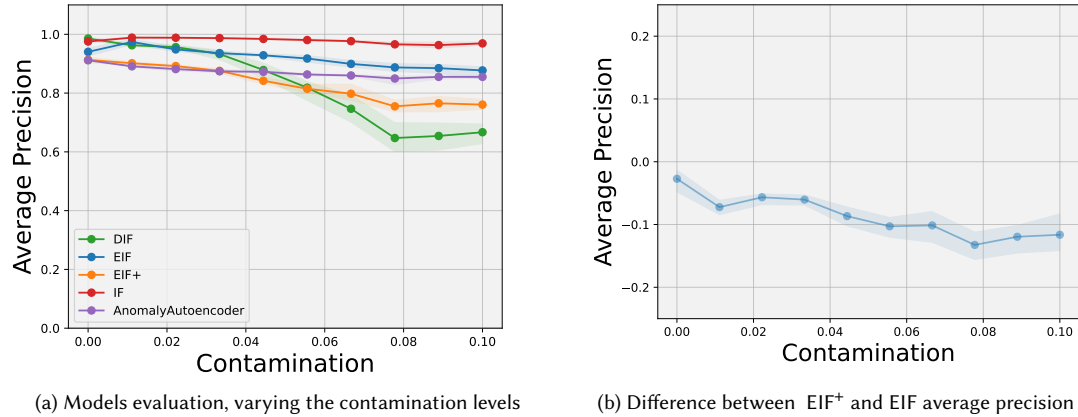 1.0
0.8
0.6
0.4
0.2
0.0
Average Precision
DIF
EIF
EIF+
IF
AnomalyAutoencoder
0.00 0.02 0.04 0.06 0.08 0.10
Contamination
(a) Models evaluation, varying the contamination levels
0.2
0.1
0.0
−0.1
−0.2
Average Precision
0.00 0.02 0.04 0.06 0.08 0.10
Contamination
(b) Difference between EIF⁺ and EIF average precision